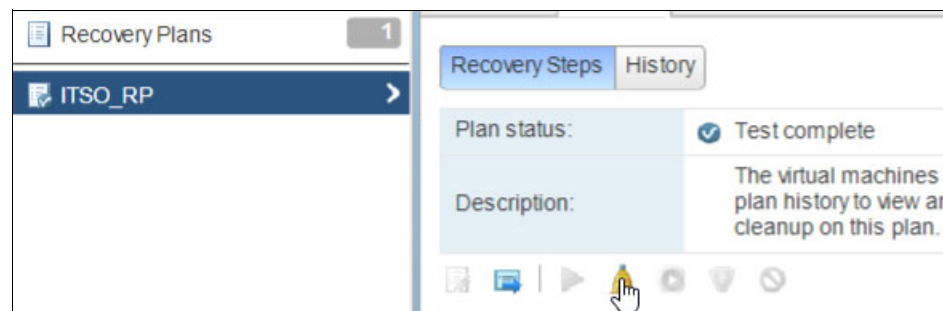 Recovery Plans 1
ITSO_RP
Recovery Steps History
Plan status: Test complete
Description:
The virtual machines
plan history to view
cleanup on this plan.